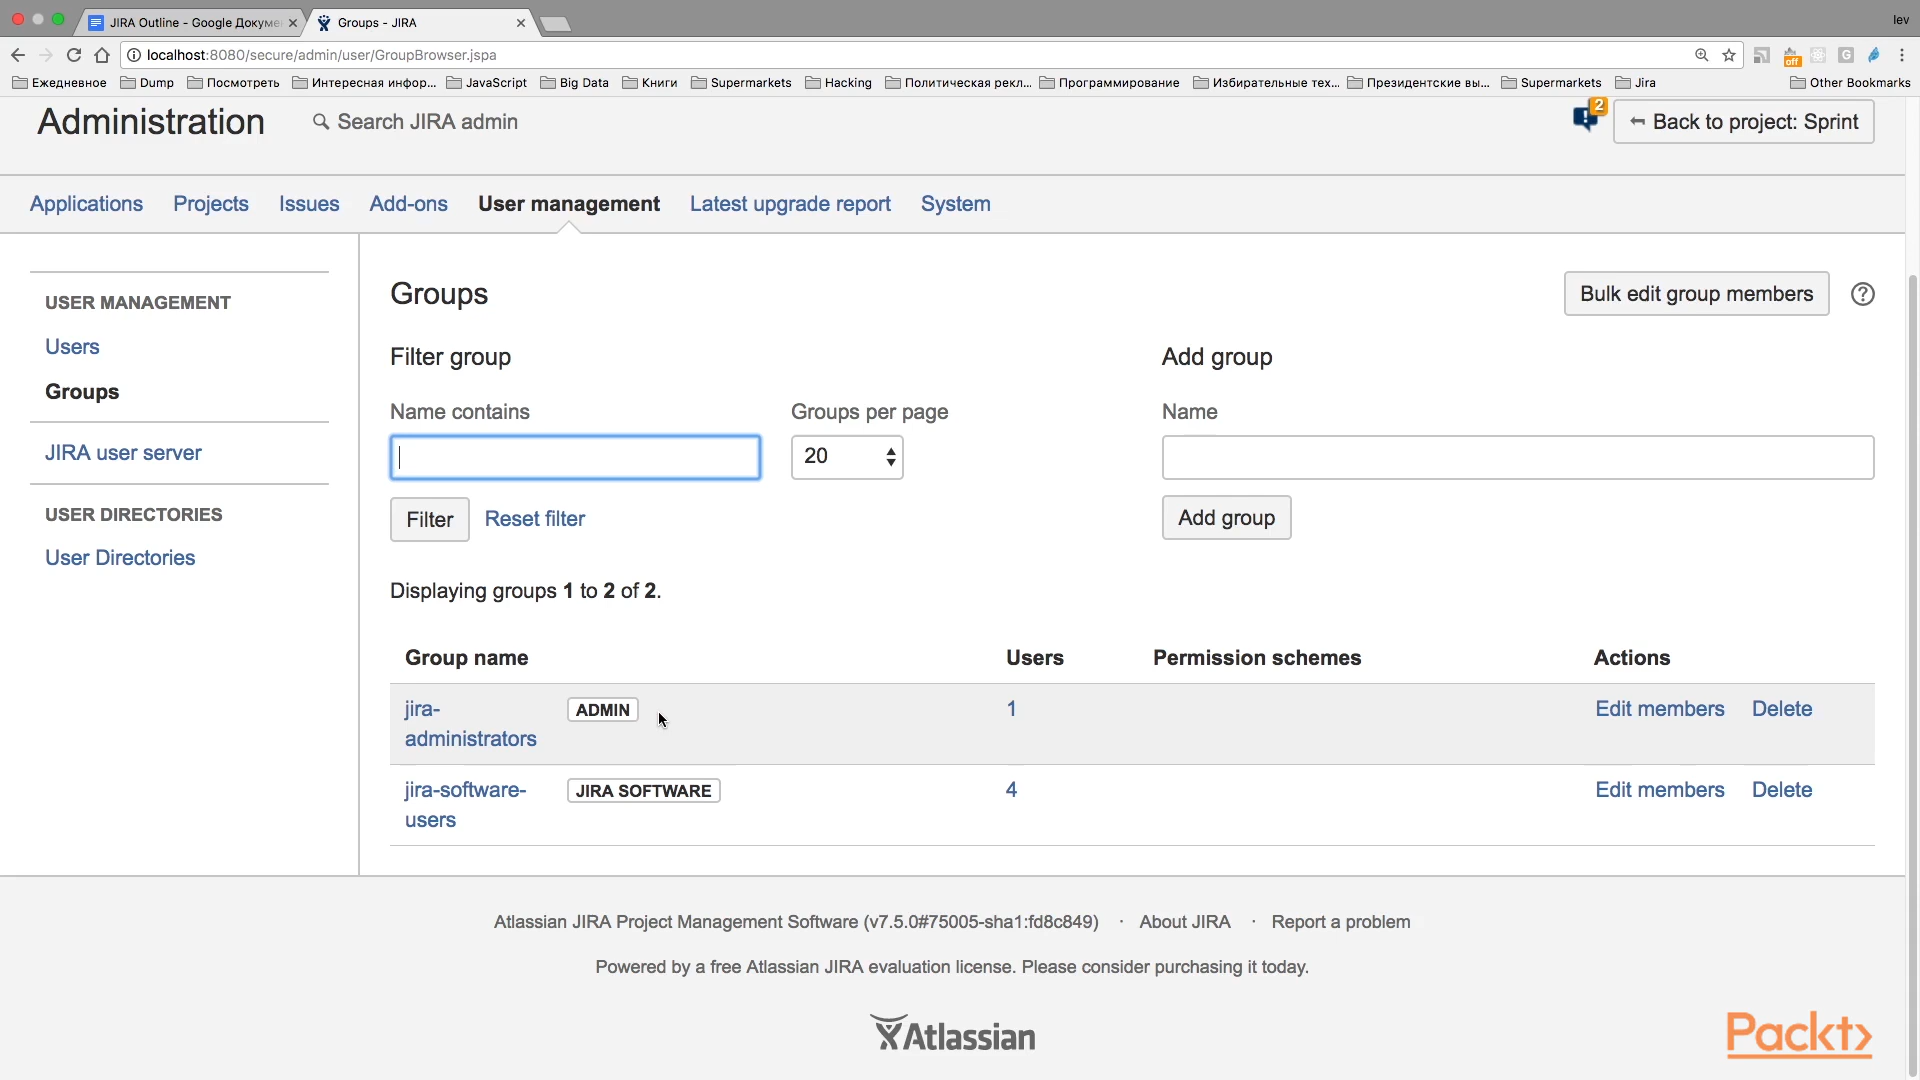 JIRA Outline - Google Докуме
Groups - JIRA
lev
localhost:8080/secure/admin/user/GroupBrowser.jspa
off
G
Ежедневное
Dump
Посмотреть
Интересная инфор...
JavaScript
Big Data
Книги
Supermarkets
Hacking
Политическая рекл...
Программирование
Избирательные тех...
Президентские вы...
Supermarkets
Jira
Other Bookmarks
Administration
Search JIRA admin
2
Back to project: Sprint
Applications
Projects
Issues
Add-ons
User management
Latest upgrade report
System
USER MANAGEMENT
Users
Groups
JIRA user server
USER DIRECTORIES
User Directories
Groups
Bulk edit group members
?
Filter group
Add group
Name contains
Groups per page
Name
20
Filter
Reset filter
Add group
Displaying groups 1 to 2 of 2.
Group name
Users
Permission schemes
Actions
jira-
administrators
ADMIN
1
Edit members
Delete
jira-software-
users
JIRA SOFTWARE
4
Edit members
Delete
Atlassian JIRA Project Management Software (v7.5.0#75005-sha1:fd8c849) · About JIRA · Report a problem
Powered by a free Atlassian JIRA evaluation license. Please consider purchasing it today.
Atlassian
Packt>